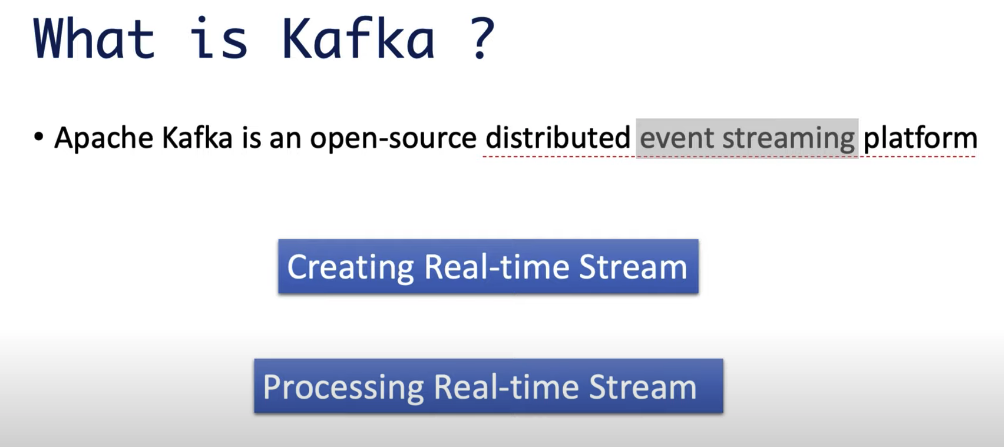 What is Kafka ?
• Apache Kafka is an open-source distributed event streaming platform
Creating Real-time Stream
Processing Real-time Stream